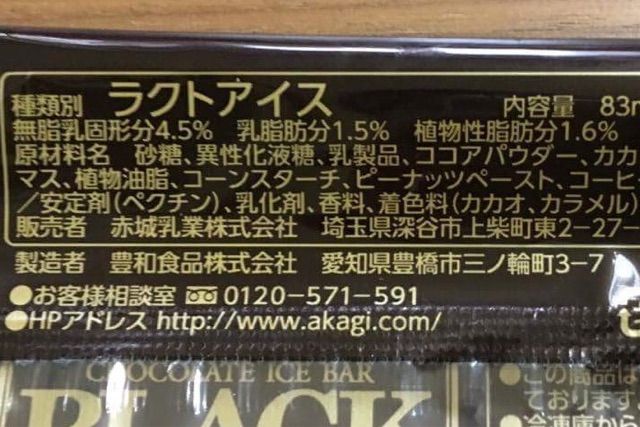 種類別 ラクトアイス 内容量 83m
無脂乳固形分4.5% 乳脂肪分1.5% 植物性脂肪分1.6%
原材料名 砂糖、異性化液糖、乳製品、ココアパウダー、カカ
マス、植物油脂、コーンスターチ、ピーナッツペースト、コーヒー
/安定剤(ペクチン)、乳化剤、香料、着色料(カカオ、カラメル)
販売者 赤城乳業株式会社 埼玉県深谷市上柴町東2-27-
製造者 豊和食品株式会社 愛知県豊橋市三ノ輪町3-7
●お客様相談室 0120-571-591
●HPアドレス http://www.akagi.com/
CHOCOLATE ICE BAR
BLACK
●この商品は
ております。
●冷凍庫から